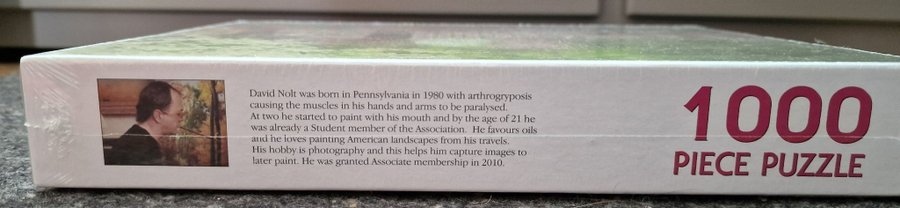 David Nolt was born in Pennsylvania in 1980 with arthrogryposis
causing the muscles in his hands and arms to be paralysed.
At two he started to paint with his mouth and by the age of 21 he
was already a Student member of the Association. He favours oils
and he loves painting American landscapes from his travels.
His hobby is photography and this helps him capture images to
later paint. He was granted Associate membership in 2010.
1000
PIECE PUZZLE